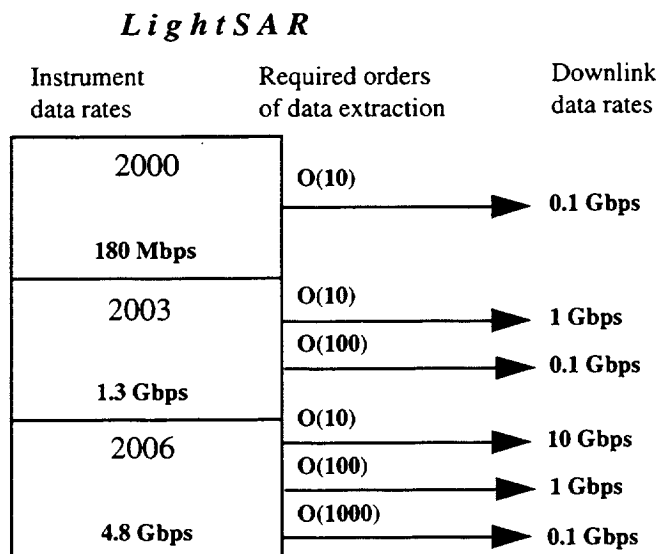 LightSAR
Instrument
data rates
Required orders
of data extraction
Downlink
data rates
2000
180 Mbps
O(10)
0.1 Gbps
2003
1.3 Gbps
O(10)
1 Gbps
O(100)
0.1 Gbps
2006
4.8 Gbps
O(10)
10 Gbps
O(100)
1 Gbps
O(1000)
0.1 Gbps